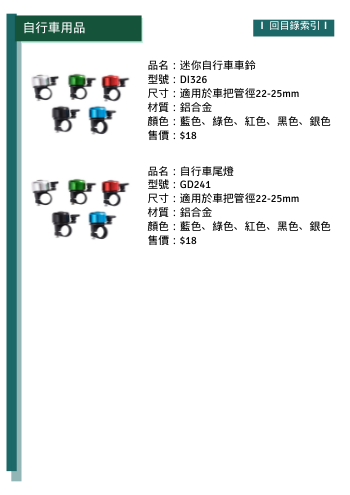 自行車用品
I 回目錄索引 I
品名：迷你自行車車鈴
型號：DI326
尺寸：適用於車把管徑22-25mm
材質：鋁合金
顏色：藍色、綠色、紅色、黑色、銀色
售價：$18
品名：自行車尾燈
型號：GD241
尺寸：適用於車把管徑22-25mm
材質：鋁合金
顏色：藍色、綠色、紅色、黑色、銀色
售價：$18